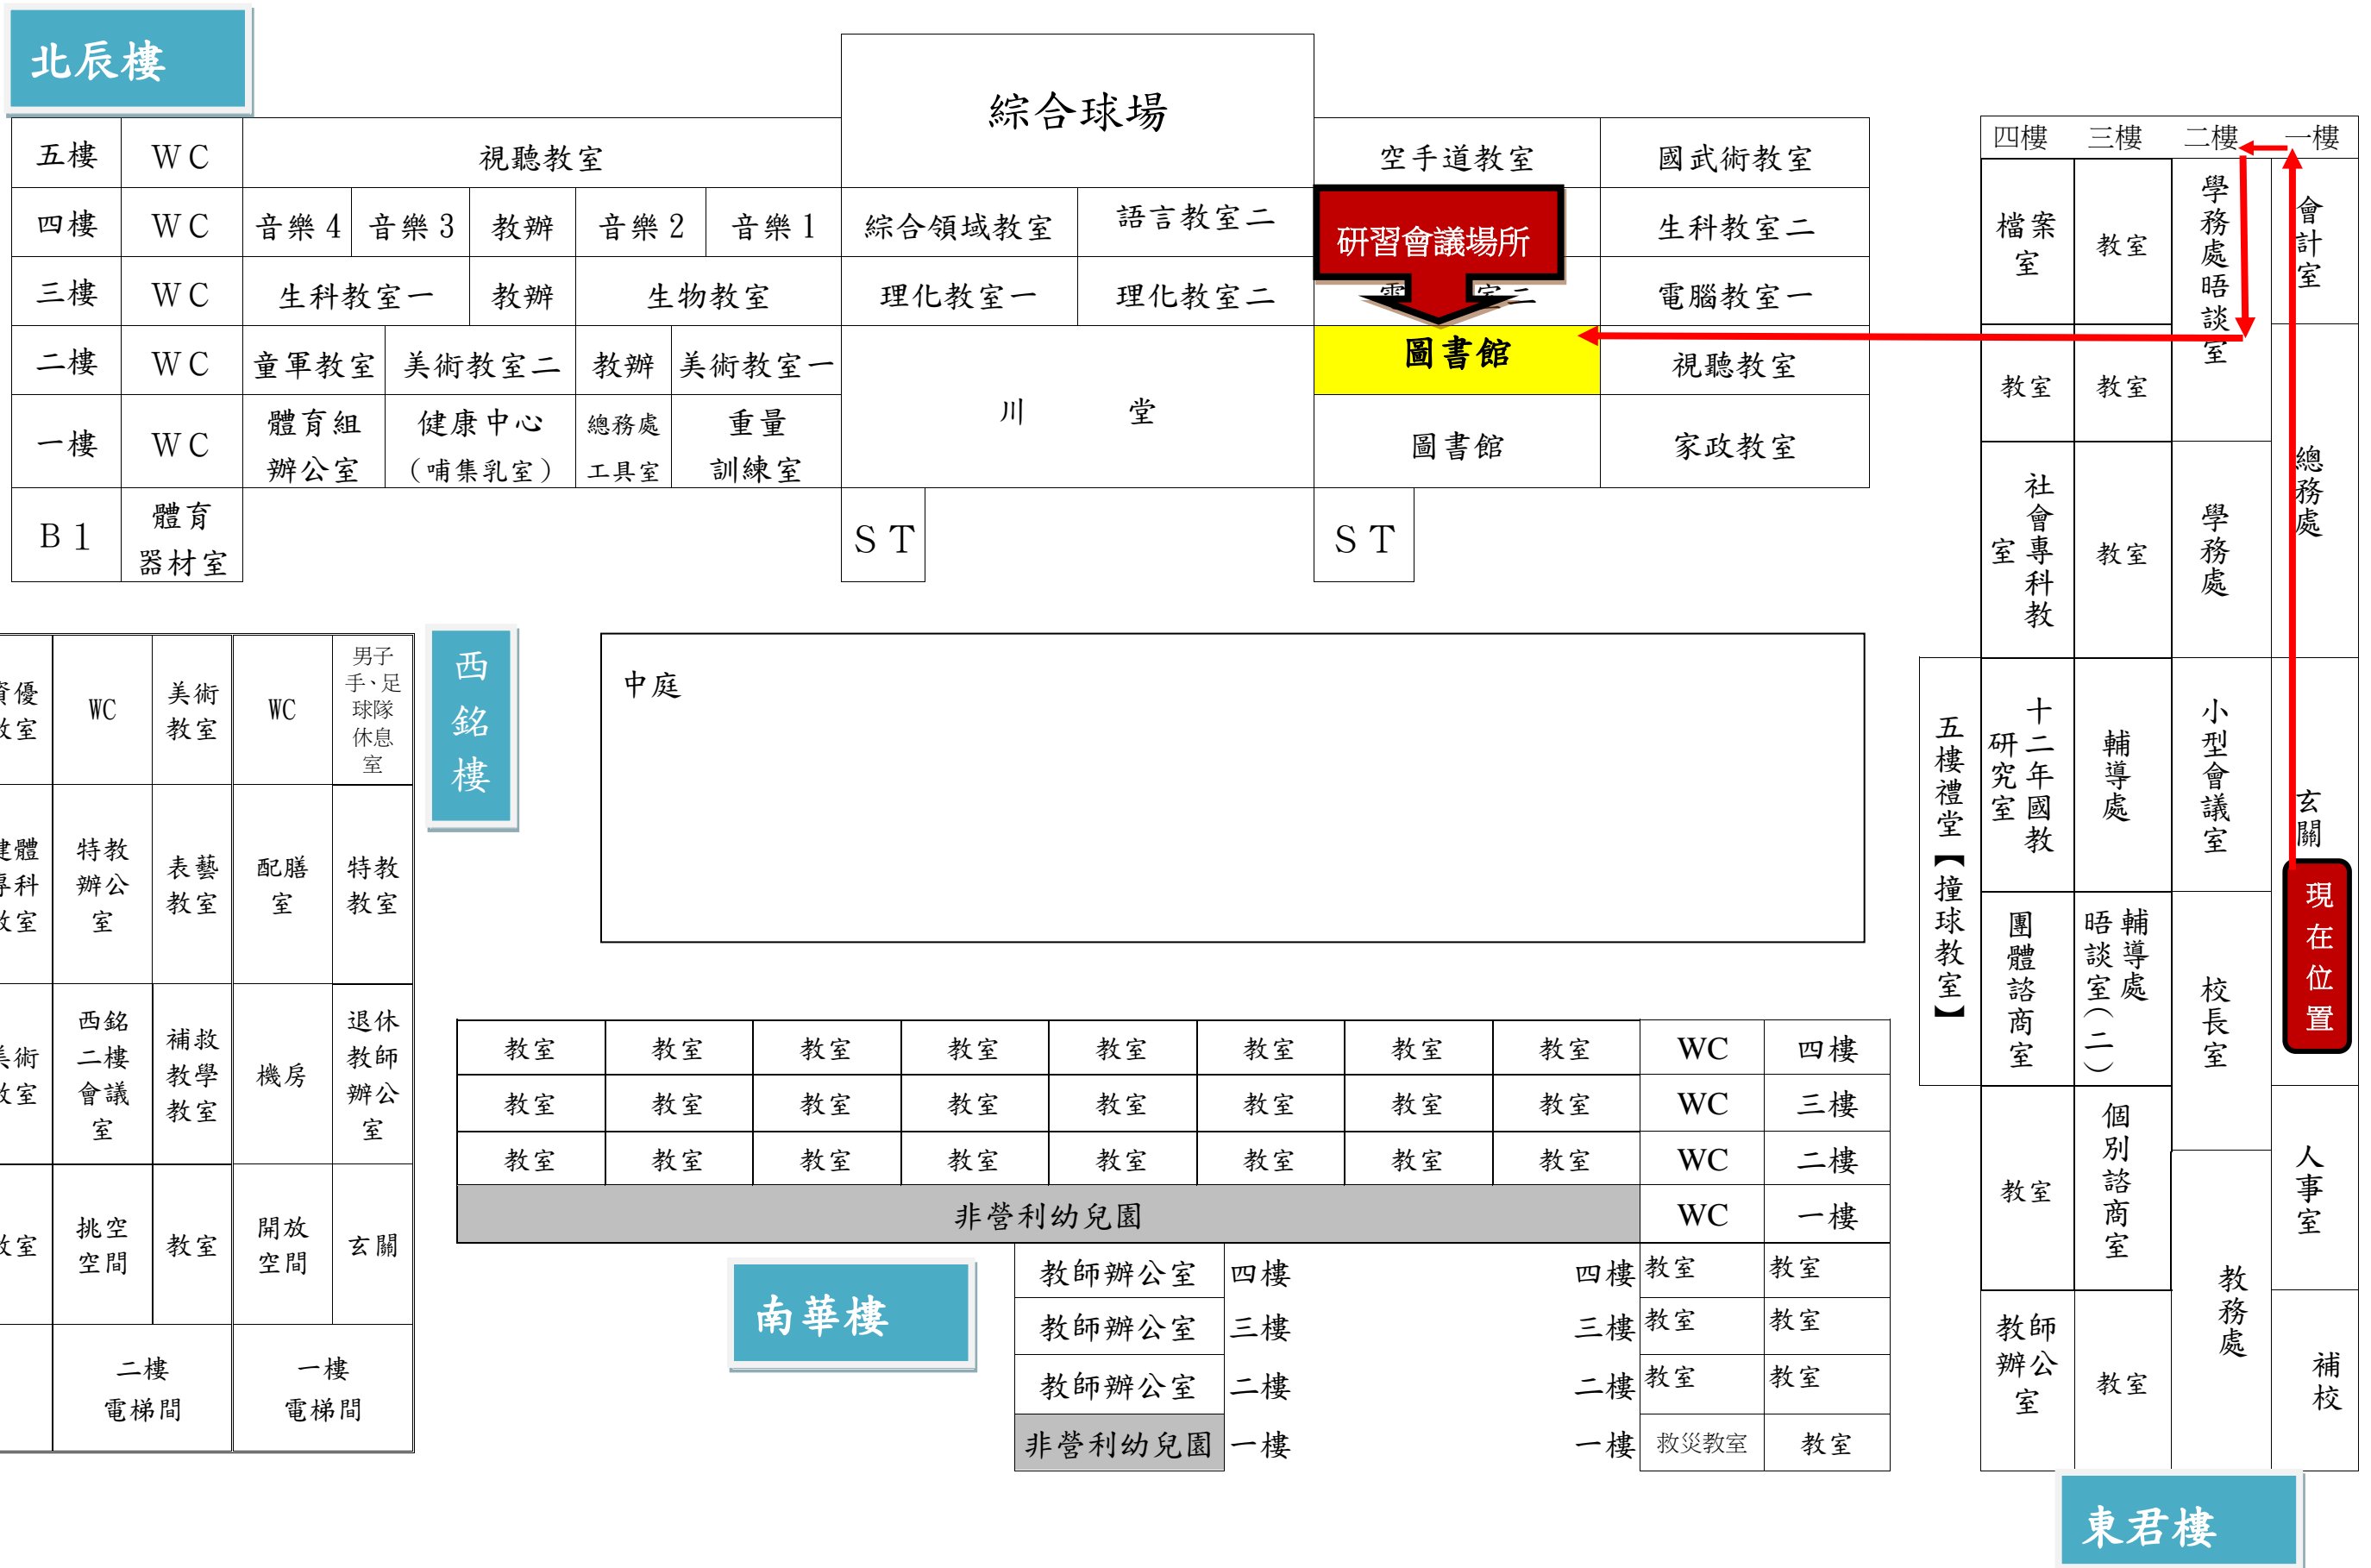 北辰樓
綜合球場
五樓 ＷＣ 視聽教室 空手道教室 國武術教室
四樓 ＷＣ 音樂4 音樂3 教辦 音樂2 音樂1 綜合領域教室 語言教室二 生科教室二
研習會議場所
三樓 ＷＣ 生科教室一 教辦 生物教室 理化教室一 理化教室二 電腦教室一
二樓 ＷＣ 童軍教室 美術教室二 教辦 美術教室一 圖書館 視聽教室
川 堂
一樓 ＷＣ 體育組 健康中心 總務處 重量 圖書館 家政教室
辦公室 （哺集乳室） 工具室 訓練室
Ｂ１ 體育
器材室
ＳＴ ＳＴ
四樓 三樓 二樓 一樓
檔案
室
教室
學務處晤談室
會計室
教室
教室
總務處
社會專科教
室
教室
學務處
五樓禮堂【撞球教室】
十二年國教
研究室
輔導處
小型會議室
玄關
現在位置
團體諮商室
輔導處
晤談室（二）
校長室
教室
個別諮商室
人事室
教師
辦公
室
教室
教務處
補校
東君樓
西銘樓
中庭
WC
美術
教室
WC
男子
手、足
球隊
休息
室
特教
辦公
室
表藝
教室
配膳
室
特教
教室
西銘
二樓
會議
室
補救
教學
教室
機房
退休
教師
辦公
室
挑空
空間
教室
開放
空間
玄關
二樓
電梯間
一樓
電梯間
教室 教室 教室 教室 教室 教室 教室 教室 WC 四樓
教室 教室 教室 教室 教室 教室 教室 教室 WC 三樓
教室 教室 教室 教室 教室 教室 教室 教室 WC 二樓
非營利幼兒園 WC 一樓
南華樓
教師辦公室 四樓 四樓 教室 教室
教師辦公室 三樓 三樓 教室 教室
教師辦公室 二樓 二樓 教室 教室
非營利幼兒園 一樓 一樓 救災教室 教室